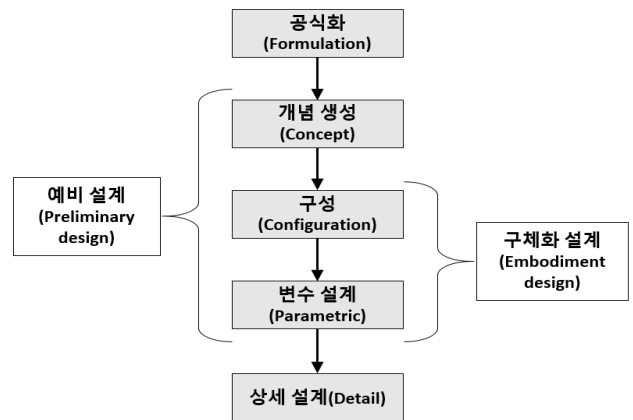 공식화
(Formulation)
개념 생성
(Concept)
예비 설계
(Preliminary
design)
구성
(Configuration)
구체화 설계
(Embodiment
design)
변수 설계
(Parametric)
상세 설계(Detail)